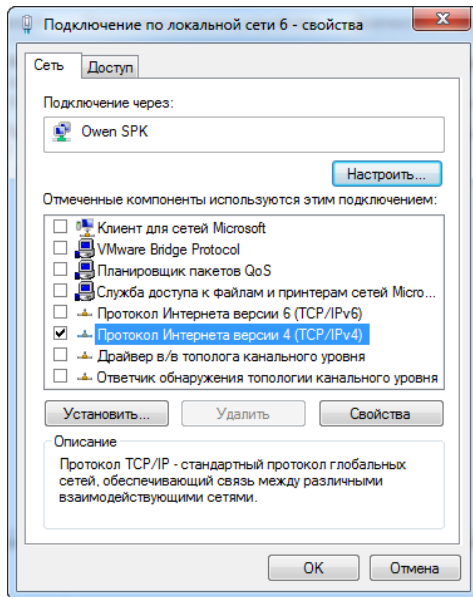 Подключение по локальной сети 6 - свойства
Сеть
Доступ
Подключение через:
Owen SPK
Настроить...
Отмеченные компоненты используются этим подключением:
Клиент для сетей Microsoft
VMware Bridge Protocol
Планировщик пакетов QoS
Служба доступа к файлам и принтерам сетей Micro...
Протокол Интернета версии 6 (TCP/IPv6)
Протокол Интернета версии 4 (TCP/IPv4)
Драйвер в/в тополога канального уровня
Ответчик обнаружения топологии канального уровня
Установить...
Удалить
Свойства
Описание
Протокол TCP/IP - стандартный протокол глобальных
сетей, обеспечивающий связь между различными
взаимодействующими сетями.
OK
Отмена